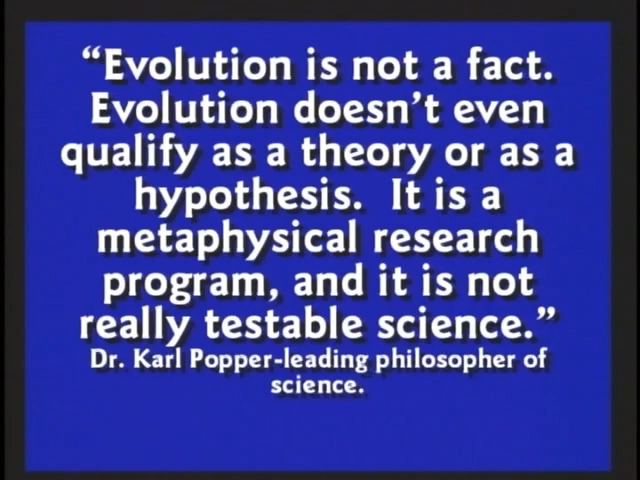 “Evolution is not a fact.
Evolution doesn’t even
qualify as a theory or as a
hypothesis.  It is a
metaphysical research
program, and it is not
really testable science.”
Dr. Karl Popper-leading philosopher of
science.